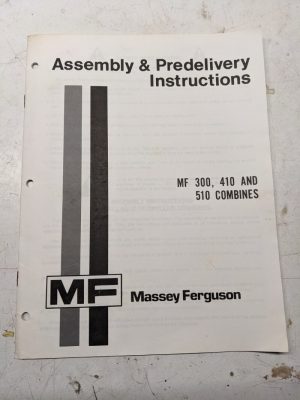 Assembly & Predelivery
Instructions
MF 300, 410 AND
510 COMBINES
MF Massey Ferguson